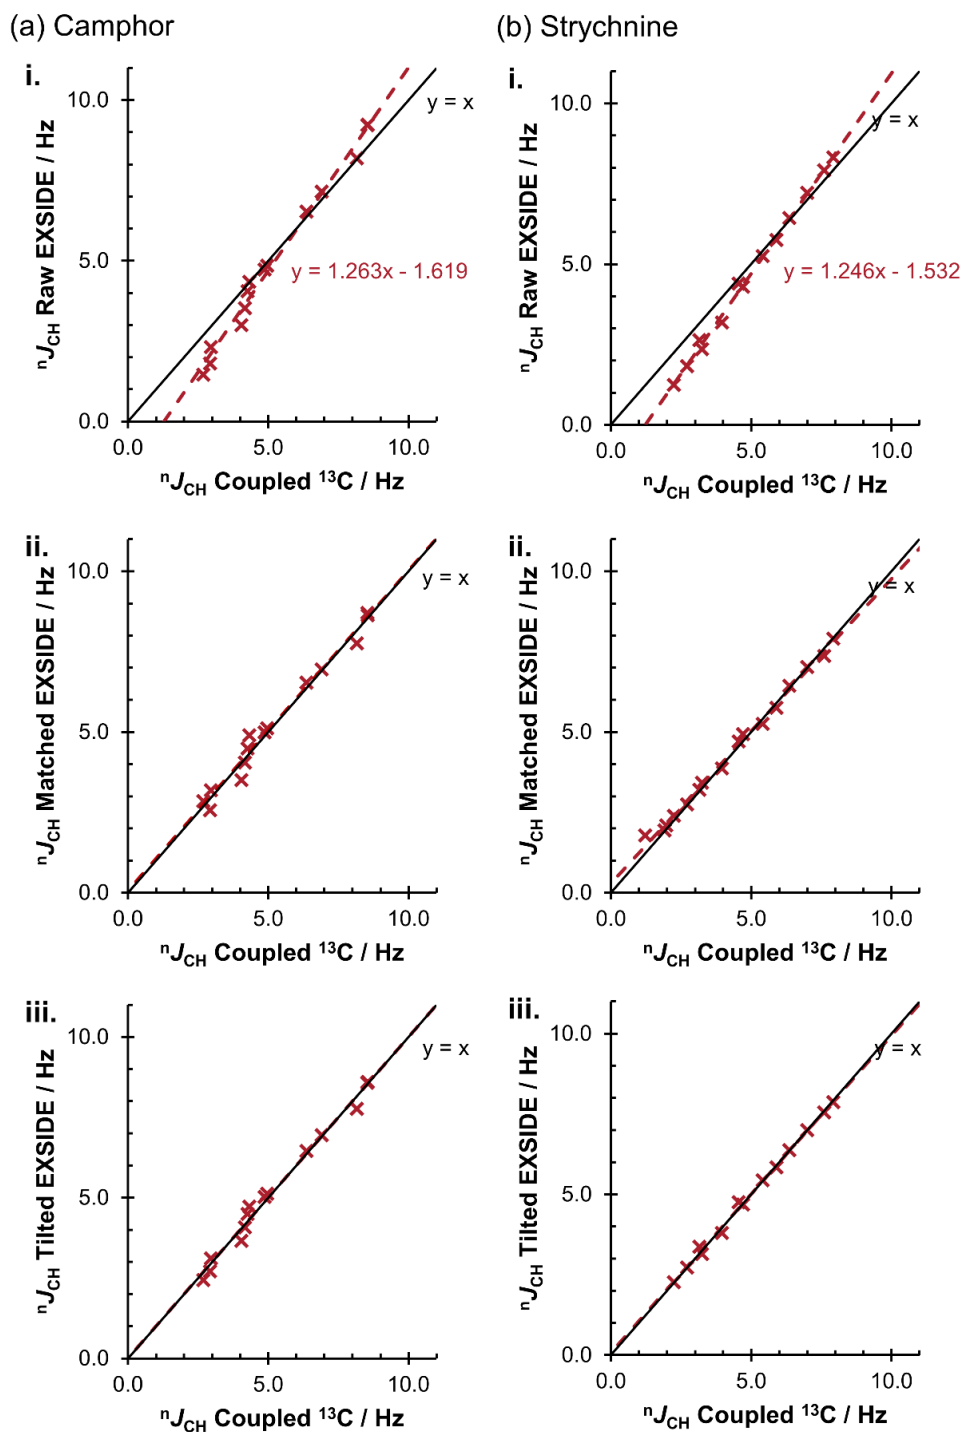 (a) Camphor
(b) Strychnine
i.
ⁿJCH Raw EXSIDE / Hz
10.0
5.0
0.0
y = x
y = 1.263x - 1.619
0.0 5.0 10.0
ⁿJCH Coupled ¹³C / Hz
i.
ⁿJCH Raw EXSIDE / Hz
10.0
5.0
0.0
y = x
y = 1.246x - 1.532
0.0 5.0 10.0
ⁿJCH Coupled ¹³C / Hz
ii.
ⁿJCH Matched EXSIDE / Hz
10.0
5.0
0.0
y = x
0.0 5.0 10.0
ⁿJCH Coupled ¹³C / Hz
ii.
ⁿJCH Matched EXSIDE / Hz
10.0
5.0
0.0
y = x
0.0 5.0 10.0
ⁿJCH Coupled ¹³C / Hz
iii.
ⁿJCH Tilted EXSIDE / Hz
10.0
5.0
0.0
y = x
0.0 5.0 10.0
ⁿJCH Coupled ¹³C / Hz
iii.
ⁿJCH Tilted EXSIDE / Hz
10.0
5.0
0.0
y = x
0.0 5.0 10.0
ⁿJCH Coupled ¹³C / Hz